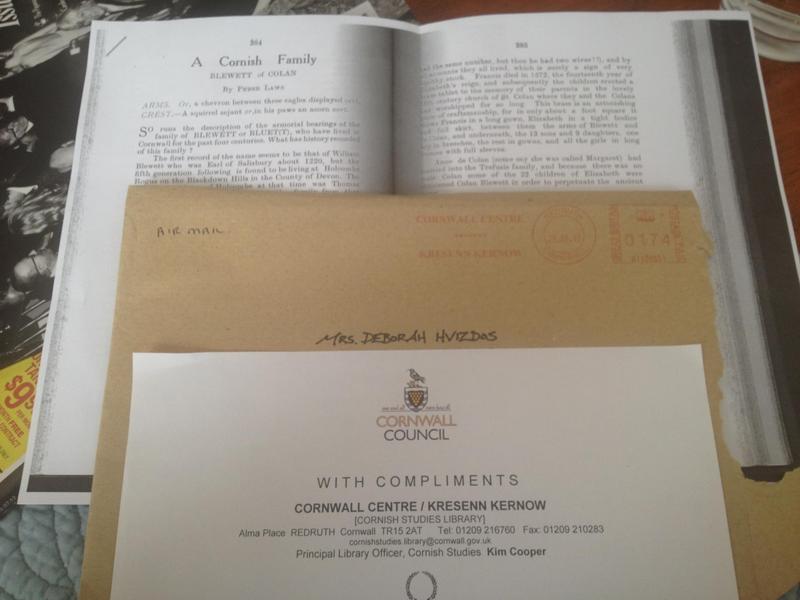 284
A Cornish Family
BLEWETT of COLAN
By Peter Laws
ARMS. Or, a chevron between three eagles displayed vert.
CREST.—A squirrel sejant or, in his paws an acorn vert.
SO runs the description of the armorial bearings of the
family of BLEWETT or BLUET(T), who have lived in
Cornwall for the past four centuries. What has history recorded
of this family?
The first record of the name seems to be that of William
Blewett who was Earl of Salisbury about 1220, but the
fifth generation following is found to be living at Holcombe
Rogus on the Blackdown Hills in the County of Devon. The
at that time was Thomas
285
the same number, but then he had two wives!), and by
accounts they all lived, which is surely a sign of very
healthy stock. Francis died in 1572, the fourteenth year of
Elizabeth's reign, and subsequently the children erected a
tablet to the memory of their parents in the lovely
century church of St. Colan where they and the Colans
worshipped for so long. This brass is an astonishing
of craftsmanship, for in only about a foot square it
Francis in a long gown, Elizabeth in a tight bodice
full skirt, between them the arms of Blewett and
and underneath, the 13 sons and 9 daughters, one
in breeches, the rest in gowns, and all the girls in long
with full sleeves.
Anne de Colan (some say she was called Margaret) had
married into the Trefusis family, and because there was no
Colan some of the 22 children of Elizabeth were
Colan Blewett in order to perpetuate the ancient
AIR MAIL
CORNWALL CENTRE
KRESENN KERNOW
0174
MRS. DEBORAH HVIZDOS
CORNWALL
COUNCIL
WITH COMPLIMENTS
CORNWALL CENTRE / KRESENN KERNOW
[CORNISH STUDIES LIBRARY]
Alma Place REDRUTH Cornwall TR15 2AT Tel: 01209 216760 Fax: 01209 210283
cornishstudies.library@cornwall.gov.uk
Principal Library Officer, Cornish Studies Kim Cooper